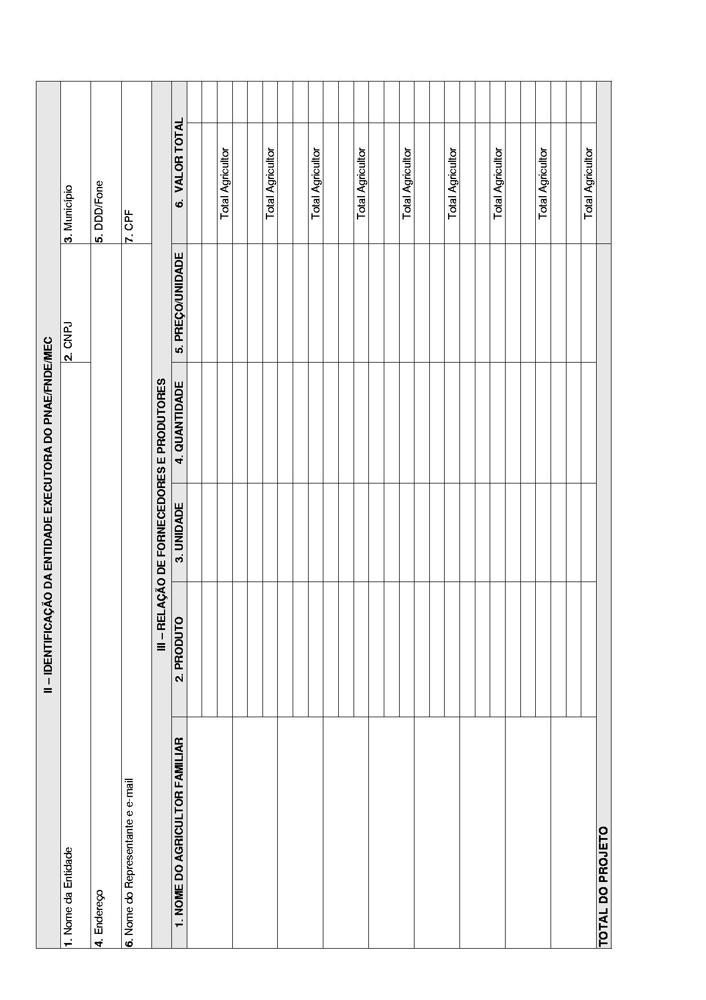 II – IDENTIFICAÇÃO DA ENTIDADE EXECUTORA DO PNAE/FNDE/MEC
1. Nome da Entidade 2. CNPJ 3. Município
4. Endereço 5. DDD/Fone
6. Nome do Representante e e-mail 7. CPF
III – RELAÇÃO DE FORNECEDORES E PRODUTORES
1. NOME DO AGRICULTOR FAMILIAR 2. PRODUTO 3. UNIDADE 4. QUANTIDADE 5. PREÇO/UNIDADE 6. VALOR TOTAL
Total Agricultor
Total Agricultor
Total Agricultor
Total Agricultor
Total Agricultor
Total Agricultor
Total Agricultor
Total Agricultor
Total Agricultor
TOTAL DO PROJETO